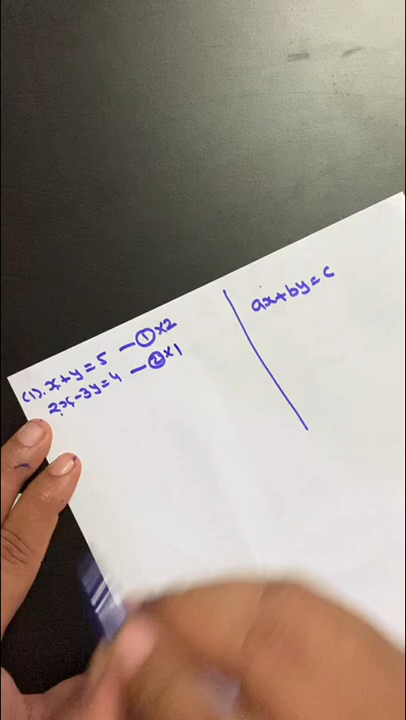 (1). x+y=5 — ① ×2
2x-3y=4 — ② ×1
ax+by=c